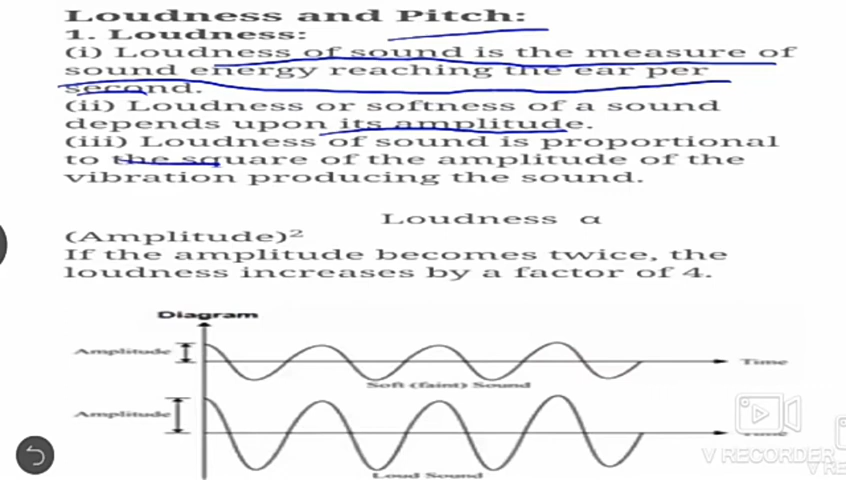 Loudness and Pitch:
1. Loudness:
(i) Loudness of sound is the measure of
sound energy reaching the ear per
second.
(ii) Loudness or softness of a sound
depends upon its amplitude.
(iii) Loudness of sound is proportional
to the square of the amplitude of the
vibration producing the sound.
Loudness α
(Amplitude)²
If the amplitude becomes twice, the
loudness increases by a factor of 4.
Diagram
Amplitude
Time
Soft (faint) Sound
Amplitude
Time
Loud Sound
V RECORDER
V RE